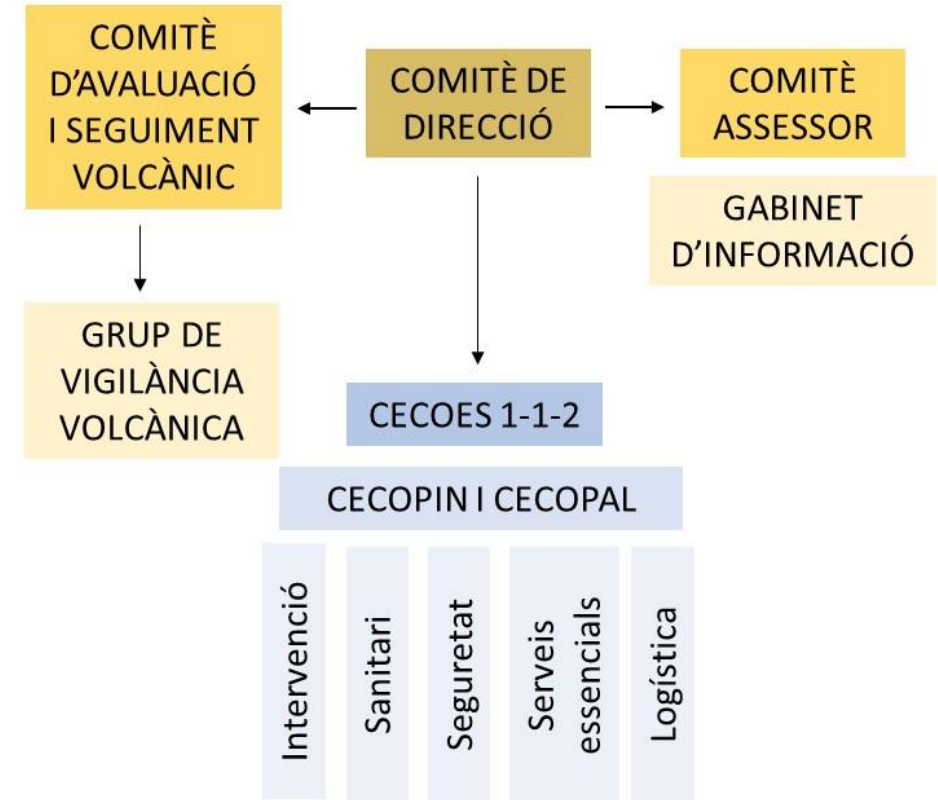 COMITÈ
D'AVALUACIÓ
I SEGUIMENT
VOLCÀNIC
COMITÈ DE
DIRECCIÓ
COMITÈ
ASSESSOR
GABINET
D'INFORMACIÓ
GRUP DE
VIGILÀNCIA
VOLCÀNICA
CECOES 1-1-2
CECOPIN I CECOPAL
Intervenció
Sanitari
Seguretat
Serveis
essencials
Logística